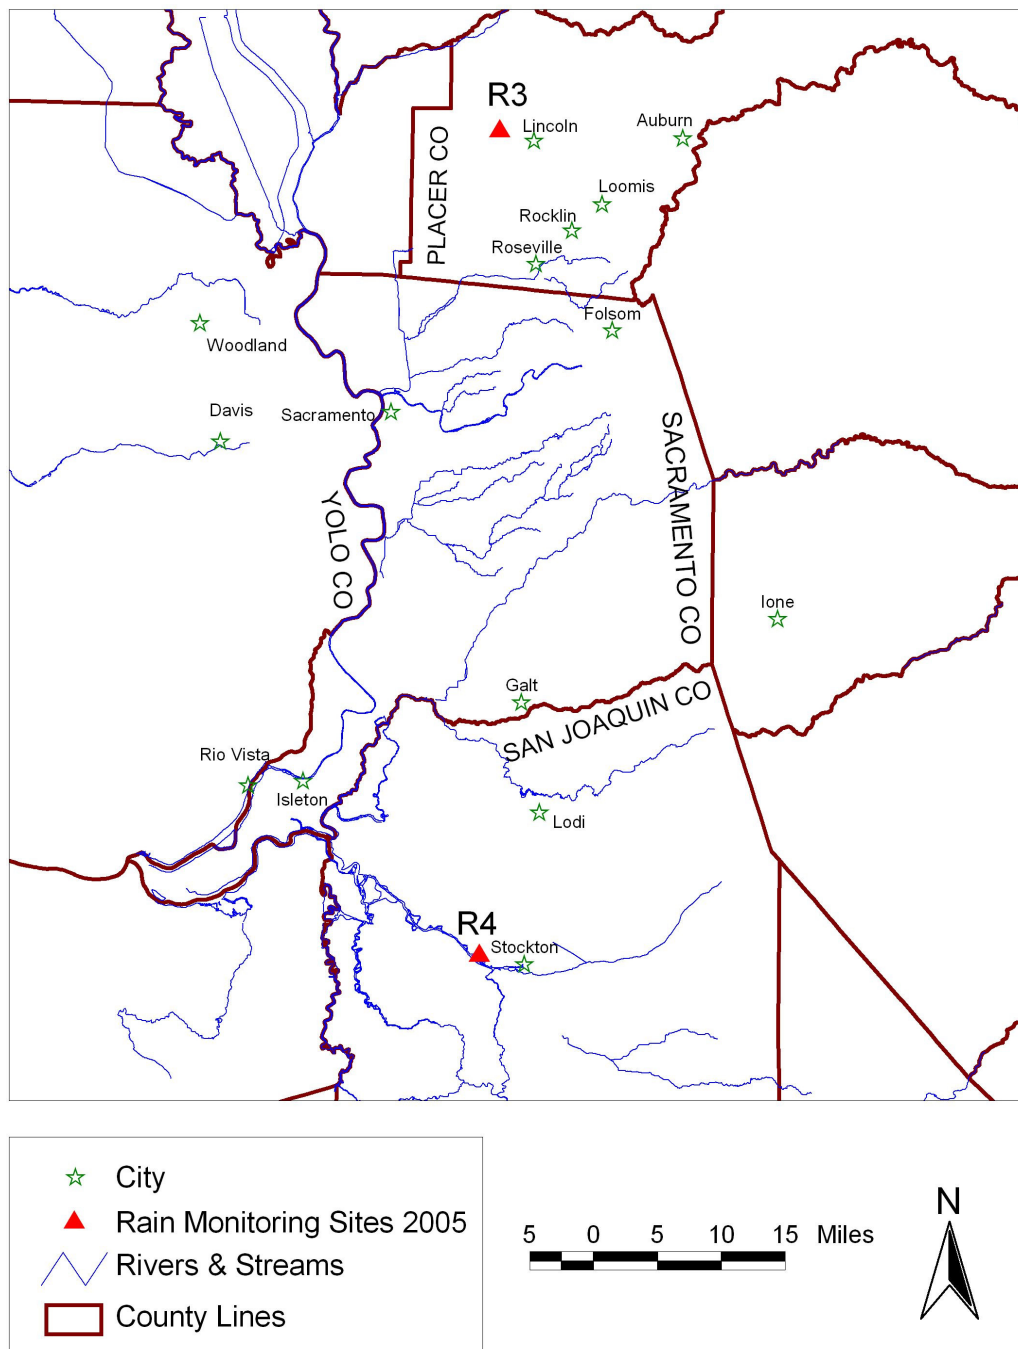 R3
Lincoln
Auburn
PLACER CO
Loomis
Rocklin
Roseville
Folsom
Woodland
Davis
Sacramento
SACRAMENTO CO
YOLO CO
Ione
Galt
SAN JOAQUIN CO
Rio Vista
Isleton
Lodi
R4
Stockton
City
Rain Monitoring Sites 2005
Rivers & Streams
County Lines
5 0 5 10 15 Miles
N